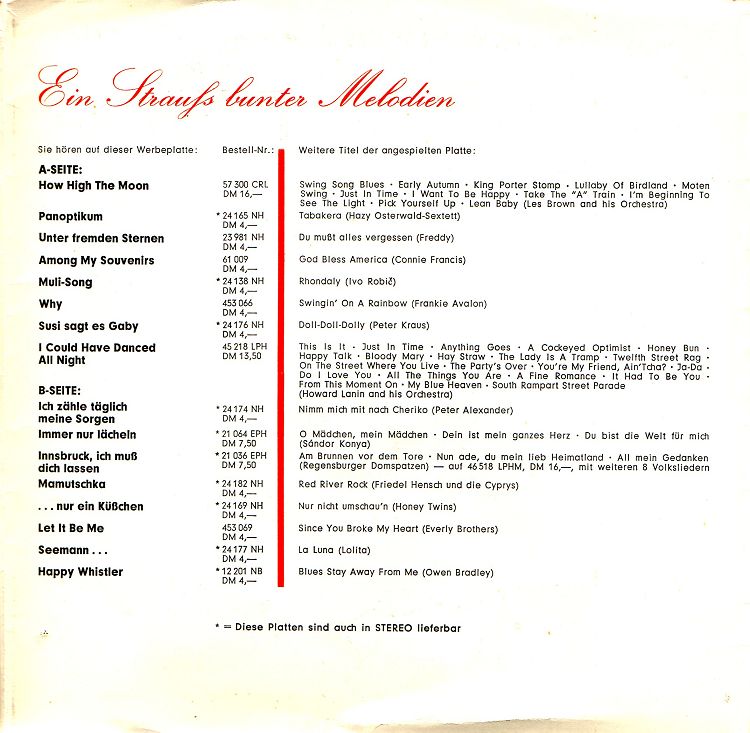 Ein Strauß bunter Melodien
Sie hören auf dieser Werbeplatte: Bestell-Nr.: Weitere Titel der angespielten Platte:
A-SEITE:
How High The Moon 57 300 CRL Swing Song Blues · Early Autumn · King Porter Stomp · Lullaby Of Birdland · Moten
DM 16,— Swing · Just In Time · I Want To Be Happy · Take The "A" Train · I'm Beginning To
See The Light · Pick Yourself Up · Lean Baby (Les Brown and his Orchestra)
Panoptikum * 24 165 NH Tabakera (Hazy Osterwald-Sextett)
DM 4,—
Unter fremden Sternen 23 981 NH Du mußt alles vergessen (Freddy)
DM 4,—
Among My Souvenirs 61 009 God Bless America (Connie Francis)
DM 4,—
Muli-Song * 24 138 NH Rhondaly (Ivo Robič)
DM 4,—
Why 453 066 Swingin' On A Rainbow (Frankie Avalon)
DM 4,—
Susi sagt es Gaby * 24 176 NH Doll-Doll-Dolly (Peter Kraus)
DM 4,—
I Could Have Danced 45 218 LPH This Is It · Just In Time · Anything Goes · A Cockeyed Optimist · Honey Bun ·
All Night DM 13,50 Happy Talk · Bloody Mary · Hay Straw · The Lady Is A Tramp · Twelfth Street Rag ·
On The Street Where You Live · The Party's Over · You're My Friend, Ain'Tcha? · Ja-Da ·
Do I Love You · All The Things You Are · A Fine Romance · It Had To Be You ·
From This Moment On · My Blue Heaven · South Rampart Street Parade
(Howard Lanin and his Orchestra)
B-SEITE:
Ich zähle täglich * 24 174 NH Nimm mich mit nach Cheriko (Peter Alexander)
meine Sorgen DM 4,—
Immer nur lächeln * 21 064 EPH O Mädchen, mein Mädchen · Dein ist mein ganzes Herz · Du bist die Welt für mich
DM 7,50 (Sándor Konya)
Innsbruck, ich muß * 21 036 EPH Am Brunnen vor dem Tore · Nun ade, du mein lieb Heimatland · All mein Gedanken
dich lassen DM 7,50 (Regensburger Domspatzen) — auf 46 518 LPHM, DM 16,—, mit weiteren 8 Volksliedern
Mamutschka * 24 182 NH Red River Rock (Friedel Hensch und die Cyprys)
DM 4,—
... nur ein Küßchen * 24 169 NH Nur nicht umschau'n (Honey Twins)
DM 4,—
Let It Be Me 453 069 Since You Broke My Heart (Everly Brothers)
DM 4,—
Seemann ... * 24 177 NH La Luna (Lolita)
DM 4,—
Happy Whistler * 12 201 NB Blues Stay Away From Me (Owen Bradley)
DM 4,—
* = Diese Platten sind auch in STEREO lieferbar